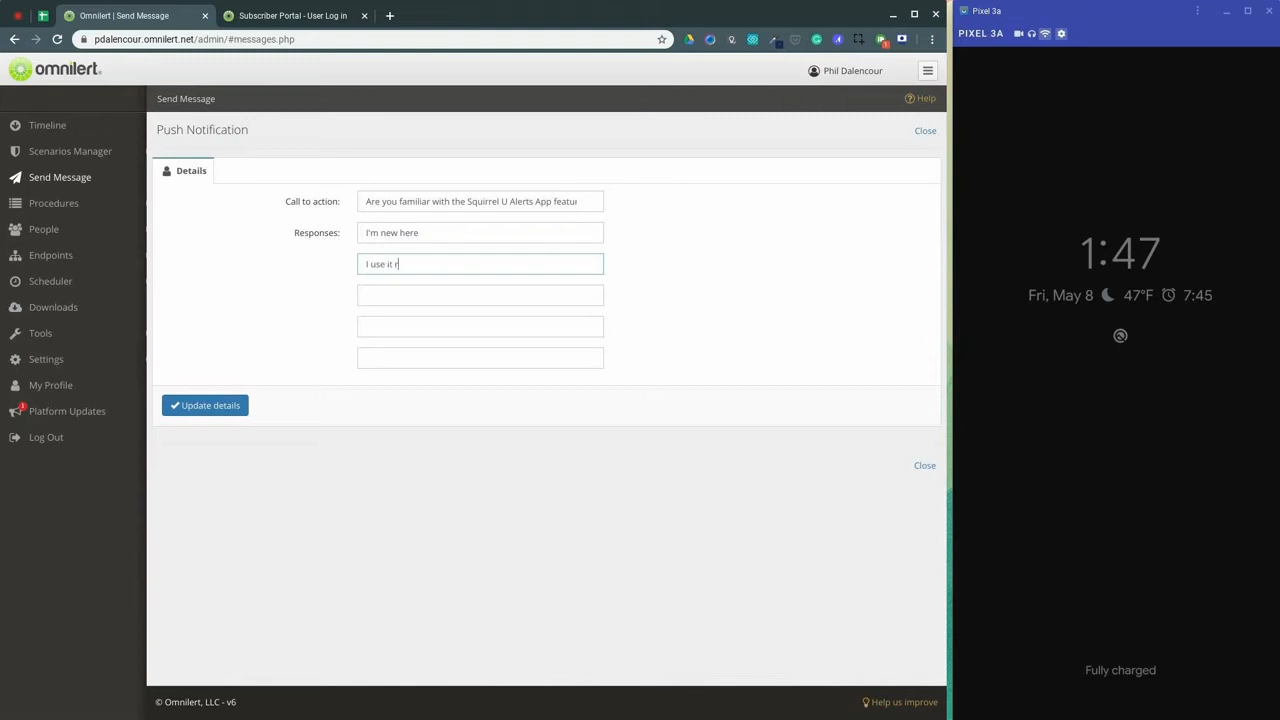 Omnilert | Send Message
Subscriber Portal - User Log in
pdalencour.omnilert.net/admin/#messages.php
omnilert
Phil Dalencour
Send Message
Help
Timeline
Scenarios Manager
Send Message
Procedures
People
Endpoints
Scheduler
Downloads
Tools
Settings
My Profile
Platform Updates
1
Log Out
Push Notification
Close
Details
Call to action:
Are you familiar with the Squirrel U Alerts App featur
Responses:
I'm new here
I use it r
Update details
Close
© Omnilert, LLC - v6
Help us improve
Pixel 3a
PIXEL 3A
1:47
Fri, May 8 47°F 7:45
Fully charged